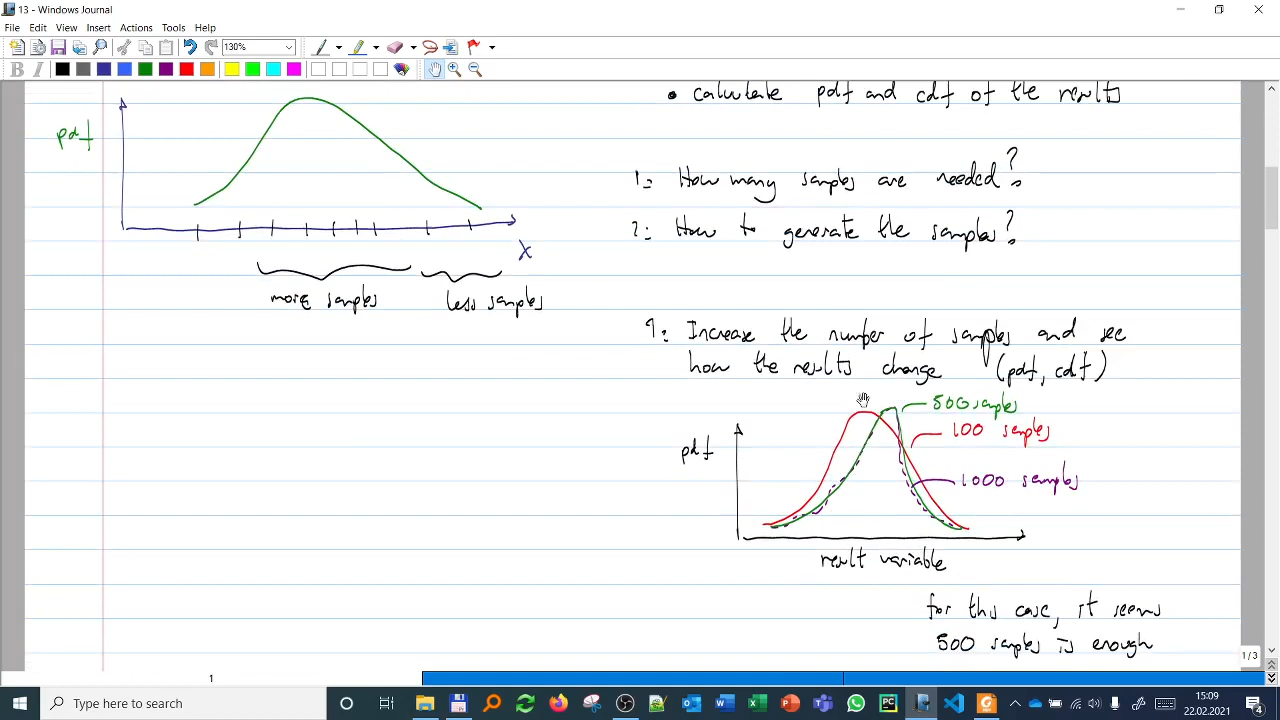 13 - Windows Journal
File Edit View Insert Actions Tools Help
130%
B I
pdf
x
more samples
less samples
• calculate pdf and cdf of the results
1: How many samples are needed?
2: How to generate the samples?
1: Increase the number of samples and see
how the results change (pdf, cdf)
500 samples
100 samples
1000 samples
pdf
result variable
for this case, it seems
500 samples is enough
1/3
1
Type here to search
15:09
22.02.2021